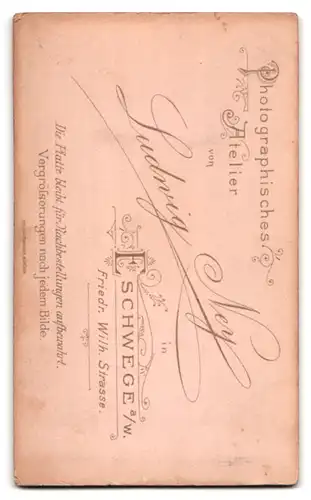 Photographisches
Atelier
von
Ludwig Ney
in
ESCHWEGE a/W.
Friedr. Wilh. Strasse.
Die Platte bleibt für Nachbestellungen aufbewahrt.
Vergrößerungen nach jedem Bilde.